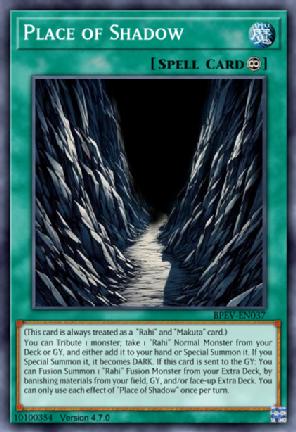 PLACE OF SHADOW
魔
[SPELL CARD]
BPEV-EN037
(This card is always treated as a "Rahi" and "Makuta" card.)
You can Tribute 1 monster; take 1 "Rahi" Normal Monster from your
Deck or GY, and either add it to your hand or Special Summon it. If you
Special Summon it, it becomes DARK. If this card is sent to the GY: You
can Fusion Summon 1 "Rahi" Fusion Monster from your Extra Deck, by
banishing materials from your field, GY, and/or face-up Extra Deck. You
can only use each effect of "Place of Shadow" once per turn.
10100354 Version 4.7.0